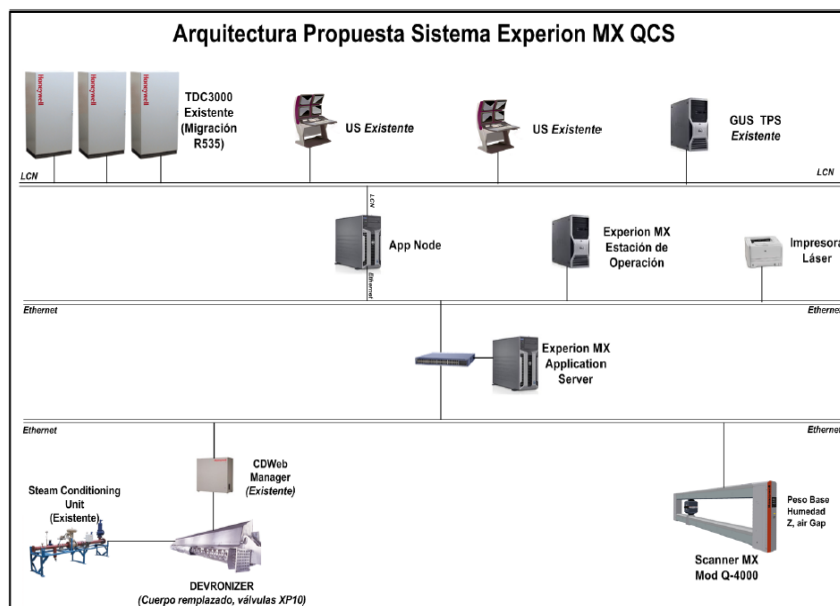 Arquitectura Propuesta Sistema Experion MX QCS
Honeywell
Honeywell
Honeywell
TDC3000
Existente
(Migración
R535)
US Existente
US Existente
GUS TPS
Existente
LCN
LCN
LCN
App Node
Experion MX
Estación de
Operación
Impresora
Láser
Ethernet
Ethernet
Ethernet
Experion MX
Application
Server
Ethernet
Ethernet
CDWeb
Manager
(Existente)
Steam Conditioning
Unit
(Existente)
Peso Base
Humedad
Z, air Gap
Scanner MX
Mod Q-4000
DEVRONIZER
(Cuerpo remplazado, válvulas XP10)